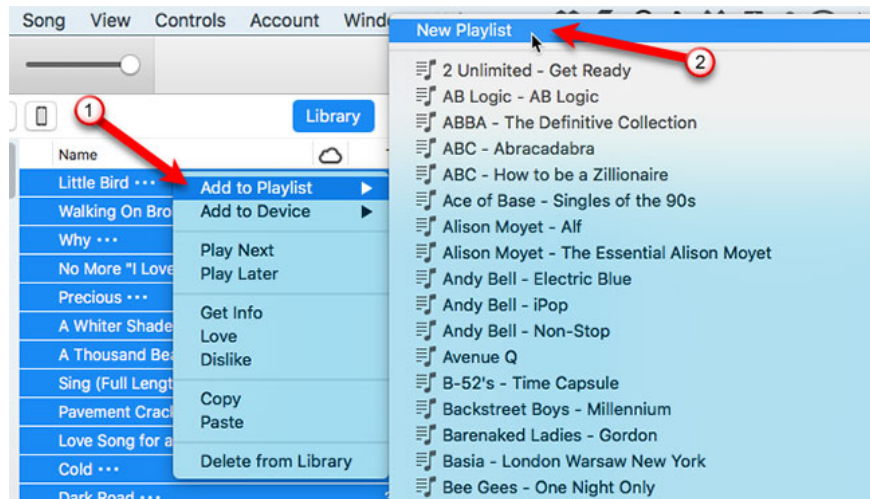 Song View Controls Account
New Playlist
2
1
Library
Name
Little Bird ···
Walking On
Why ···
No More "I Love
Precious ···
A Whiter Shade
A Thousand
Sing (Full
Pavement
Love Song for a
Cold ···
Dark Road ···
Add to Playlist
Add to Device
Play Next
Play Later
Get Info
Love
Dislike
Copy
Paste
Delete from Library
2 Unlimited - Get Ready
AB Logic - AB Logic
ABBA - The Definitive Collection
ABC - Abracadabra
ABC - How to be a Zillionaire
Ace of Base - Singles of the 90s
Alison Moyet - Alf
Alison Moyet - The Essential Alison Moyet
Andy Bell - Electric Blue
Andy Bell - iPop
Andy Bell - Non-Stop
Avenue Q
B-52's - Time Capsule
Backstreet Boys - Millennium
Barenaked Ladies - Gordon
Basia - London Warsaw New York
Bee Gees - One Night Only